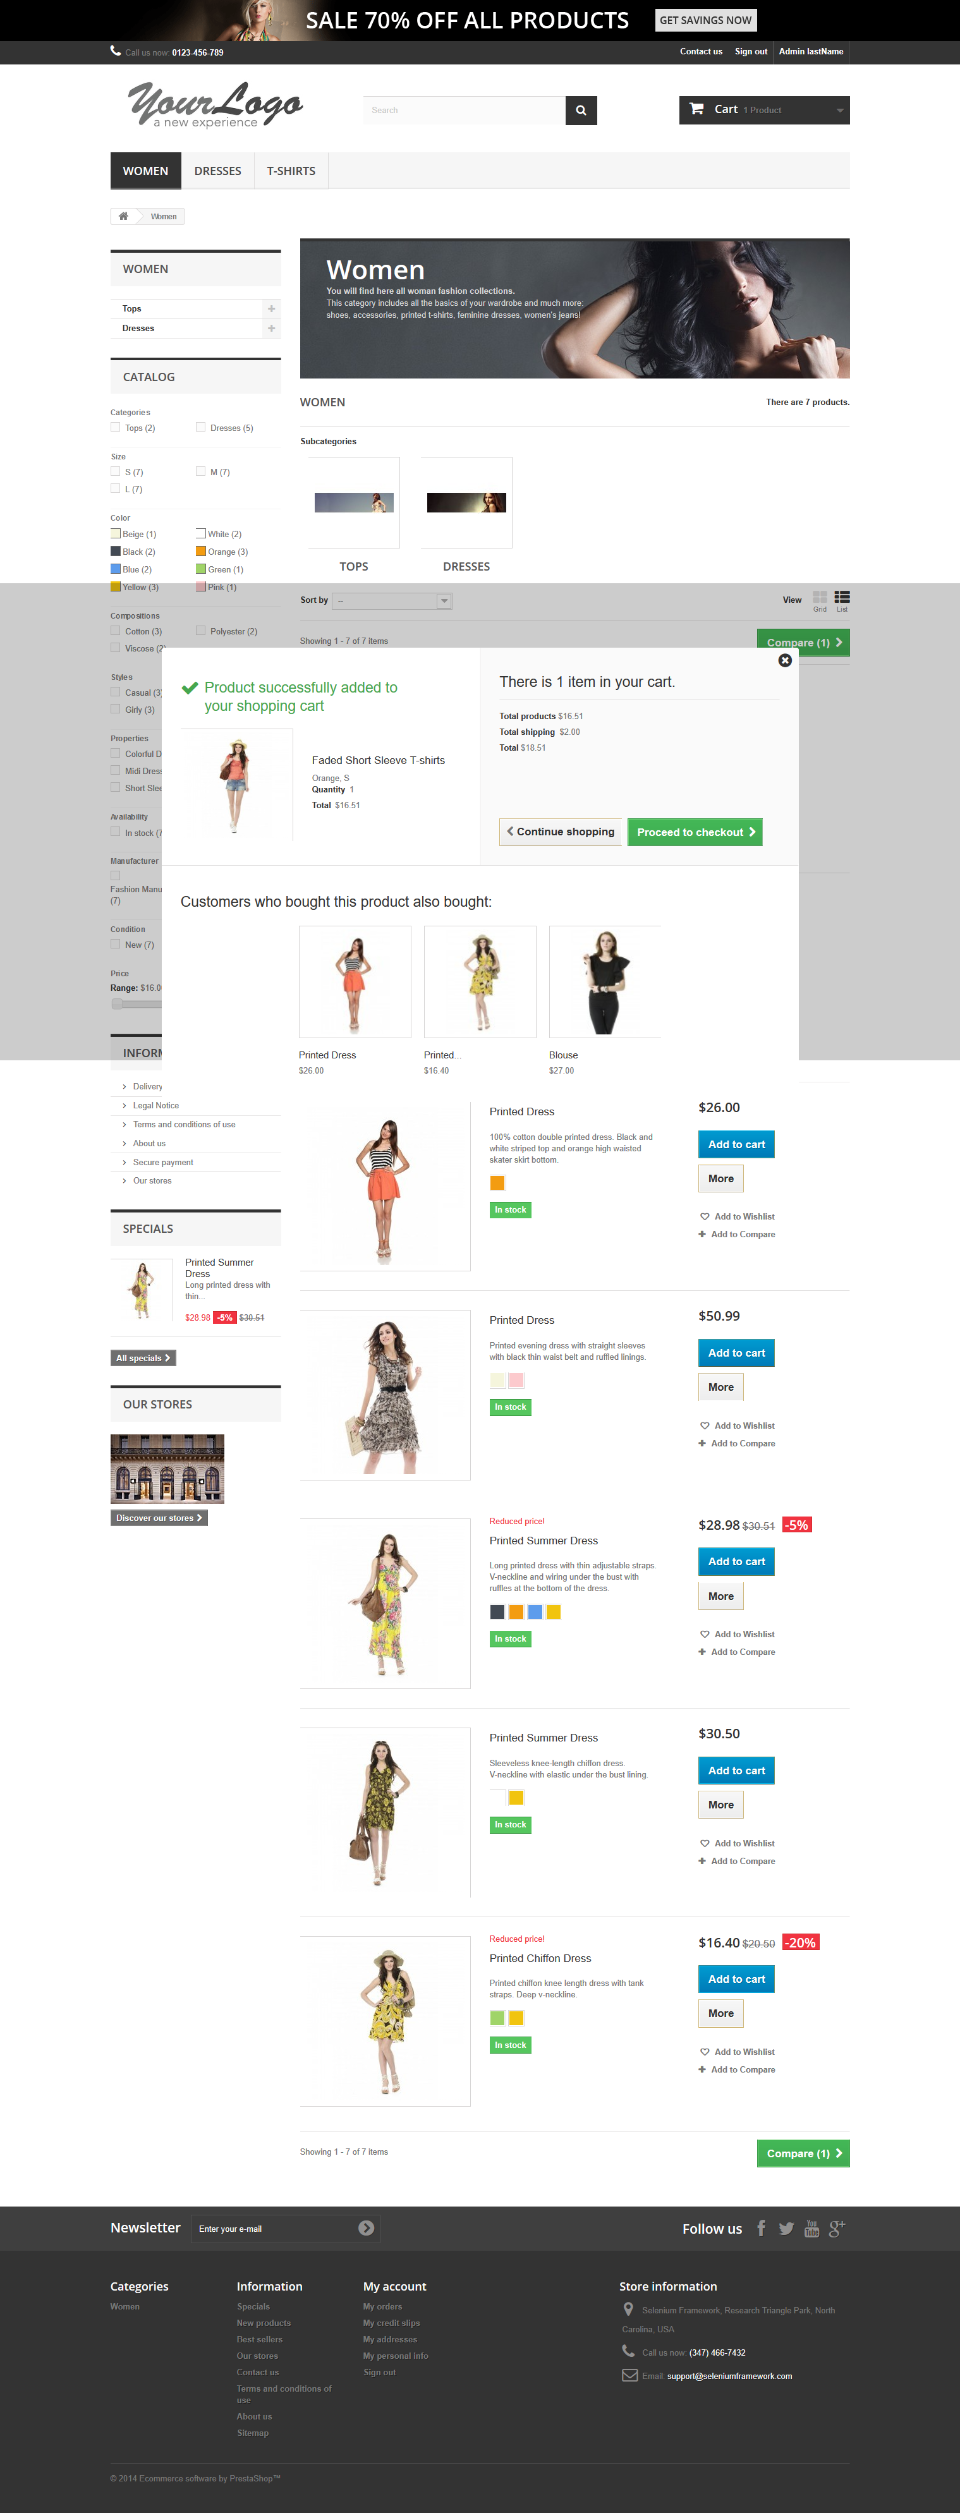 SALE 70% OFF ALL PRODUCTS
GET SAVINGS NOW
Call us now: 0123-456-789
Contact us
Sign out
Admin lastName
Your Logo
a new experience
Search
Cart 1 Product
WOMEN
DRESSES
T-SHIRTS
Women
WOMEN
Tops
Dresses
CATALOG
Categories
Tops (2)
Dresses (5)
Size
S (7)
M (7)
L (7)
Color
Beige (1)
White (2)
Black (2)
Orange (3)
Blue (2)
Green (1)
Yellow (3)
Pink (1)
Compositions
Cotton (3)
Polyester (2)
Viscose (2)
Styles
Casual (3)
Girly (3)
Properties
Colorful D
Midi Dress
Short Slee
Availability
In stock (7
Manufacturer
Fashion Manu
(7)
Condition
New (7)
Price
Range: $16.0
INFORM
Delivery
Legal Notice
Terms and conditions of use
About us
Secure payment
Our stores
SPECIALS
Printed Summer
Dress
Long printed dress with
thin...
$28.98 -5% $30.51
All specials
OUR STORES
Discover our stores
Women
You will find here all woman fashion collections.
This category includes all the basics of your wardrobe and much more:
shoes, accessories, printed t-shirts, feminine dresses, women's jeans!
WOMEN
There are 7 products.
Subcategories
TOPS
DRESSES
Sort by
--
View
Grid
List
Showing 1 - 7 of 7 items
Compare (1)
Product successfully added to
your shopping cart
Faded Short Sleeve T-shirts
Orange, S
Quantity 1
Total $16.51
There is 1 item in your cart.
Total products $16.51
Total shipping $2.00
Total $18.51
Continue shopping
Proceed to checkout
Customers who bought this product also bought:
Printed Dress
$26.00
Printed...
$16.40
Blouse
$27.00
Printed Dress
100% cotton double printed dress. Black and
white striped top and orange high waisted
skater skirt bottom.
In stock
$26.00
Add to cart
More
Add to Wishlist
Add to Compare
Printed Dress
Printed evening dress with straight sleeves
with black thin waist belt and ruffled linings.
In stock
$50.99
Add to cart
More
Add to Wishlist
Add to Compare
Reduced price!
Printed Summer Dress
Long printed dress with thin adjustable straps.
V-neckline and wiring under the bust with
ruffles at the bottom of the dress.
In stock
$28.98 $30.51 -5%
Add to cart
More
Add to Wishlist
Add to Compare
Printed Summer Dress
Sleeveless knee-length chiffon dress.
V-neckline with elastic under the bust lining.
In stock
$30.50
Add to cart
More
Add to Wishlist
Add to Compare
Reduced price!
Printed Chiffon Dress
Printed chiffon knee length dress with tank
straps. Deep v-neckline.
In stock
$16.40 $20.50 -20%
Add to cart
More
Add to Wishlist
Add to Compare
Showing 1 - 7 of 7 items
Compare (1)
Newsletter
Enter your e-mail
Follow us
You Tube
Categories
Women
Information
Specials
New products
Best sellers
Our stores
Contact us
Terms and conditions of
use
About us
Sitemap
My account
My orders
My credit slips
My addresses
My personal info
Sign out
Store information
Selenium Framework, Research Triangle Park, North
Carolina, USA
Call us now: (347) 466-7432
Email: support@seleniumframework.com
© 2014 Ecommerce software by PrestaShop™